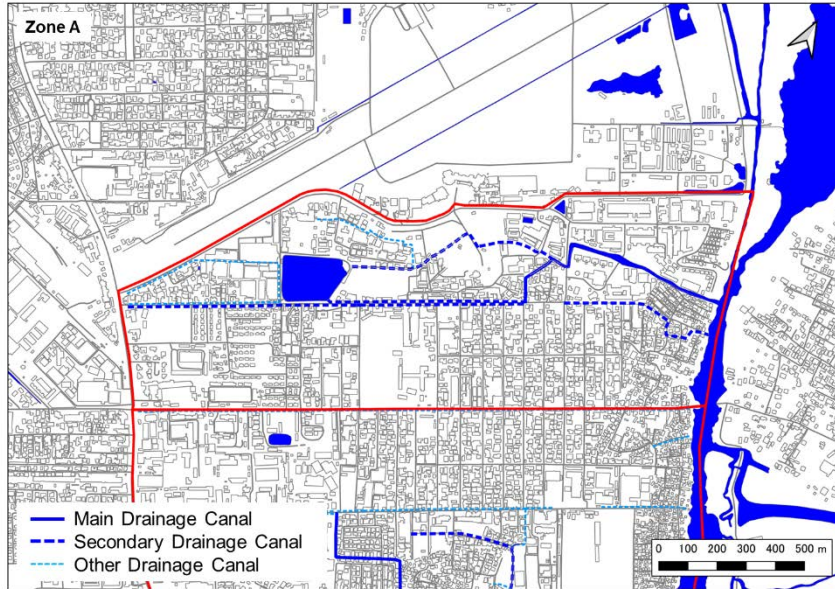 Zone A
Main Drainage Canal
Secondary Drainage Canal
Other Drainage Canal
0 100 200 300 400 500 m